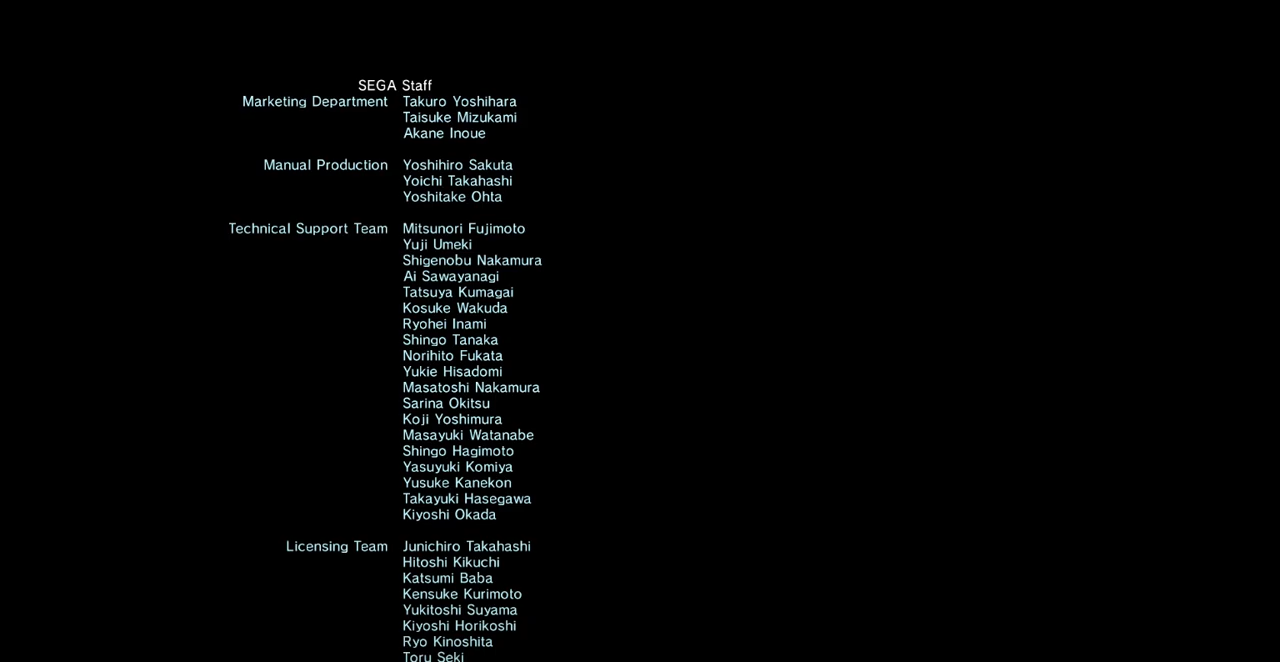 SEGA Staff
Marketing Department Takuro Yoshihara
Taisuke Mizukami
Akane Inoue
Manual Production Yoshihiro Sakuta
Yoichi Takahashi
Yoshitake Ohta
Technical Support Team Mitsunori Fujimoto
Yuji Umeki
Shigenobu Nakamura
Ai Sawayanagi
Tatsuya Kumagai
Kosuke Wakuda
Ryohei Inami
Shingo Tanaka
Norihito Fukata
Yukie Hisadomi
Masatoshi Nakamura
Sarina Okitsu
Koji Yoshimura
Masayuki Watanabe
Shingo Hagimoto
Yasuyuki Komiya
Yusuke Kanekon
Takayuki Hasegawa
Kiyoshi Okada
Licensing Team Junichiro Takahashi
Hitoshi Kikuchi
Katsumi Baba
Kensuke Kurimoto
Yukitoshi Suyama
Kiyoshi Horikoshi
Ryo Kinoshita
Toru Seki